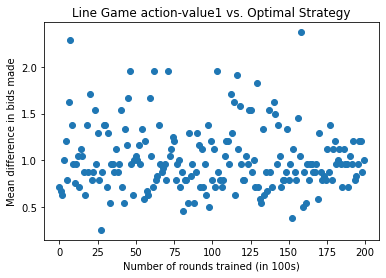 Line Game action-value1 vs. Optimal Strategy
Mean difference in bids made
2.0
1.5
1.0
0.5
0 25 50 75 100 125 150 175 200
Number of rounds trained (in 100s)